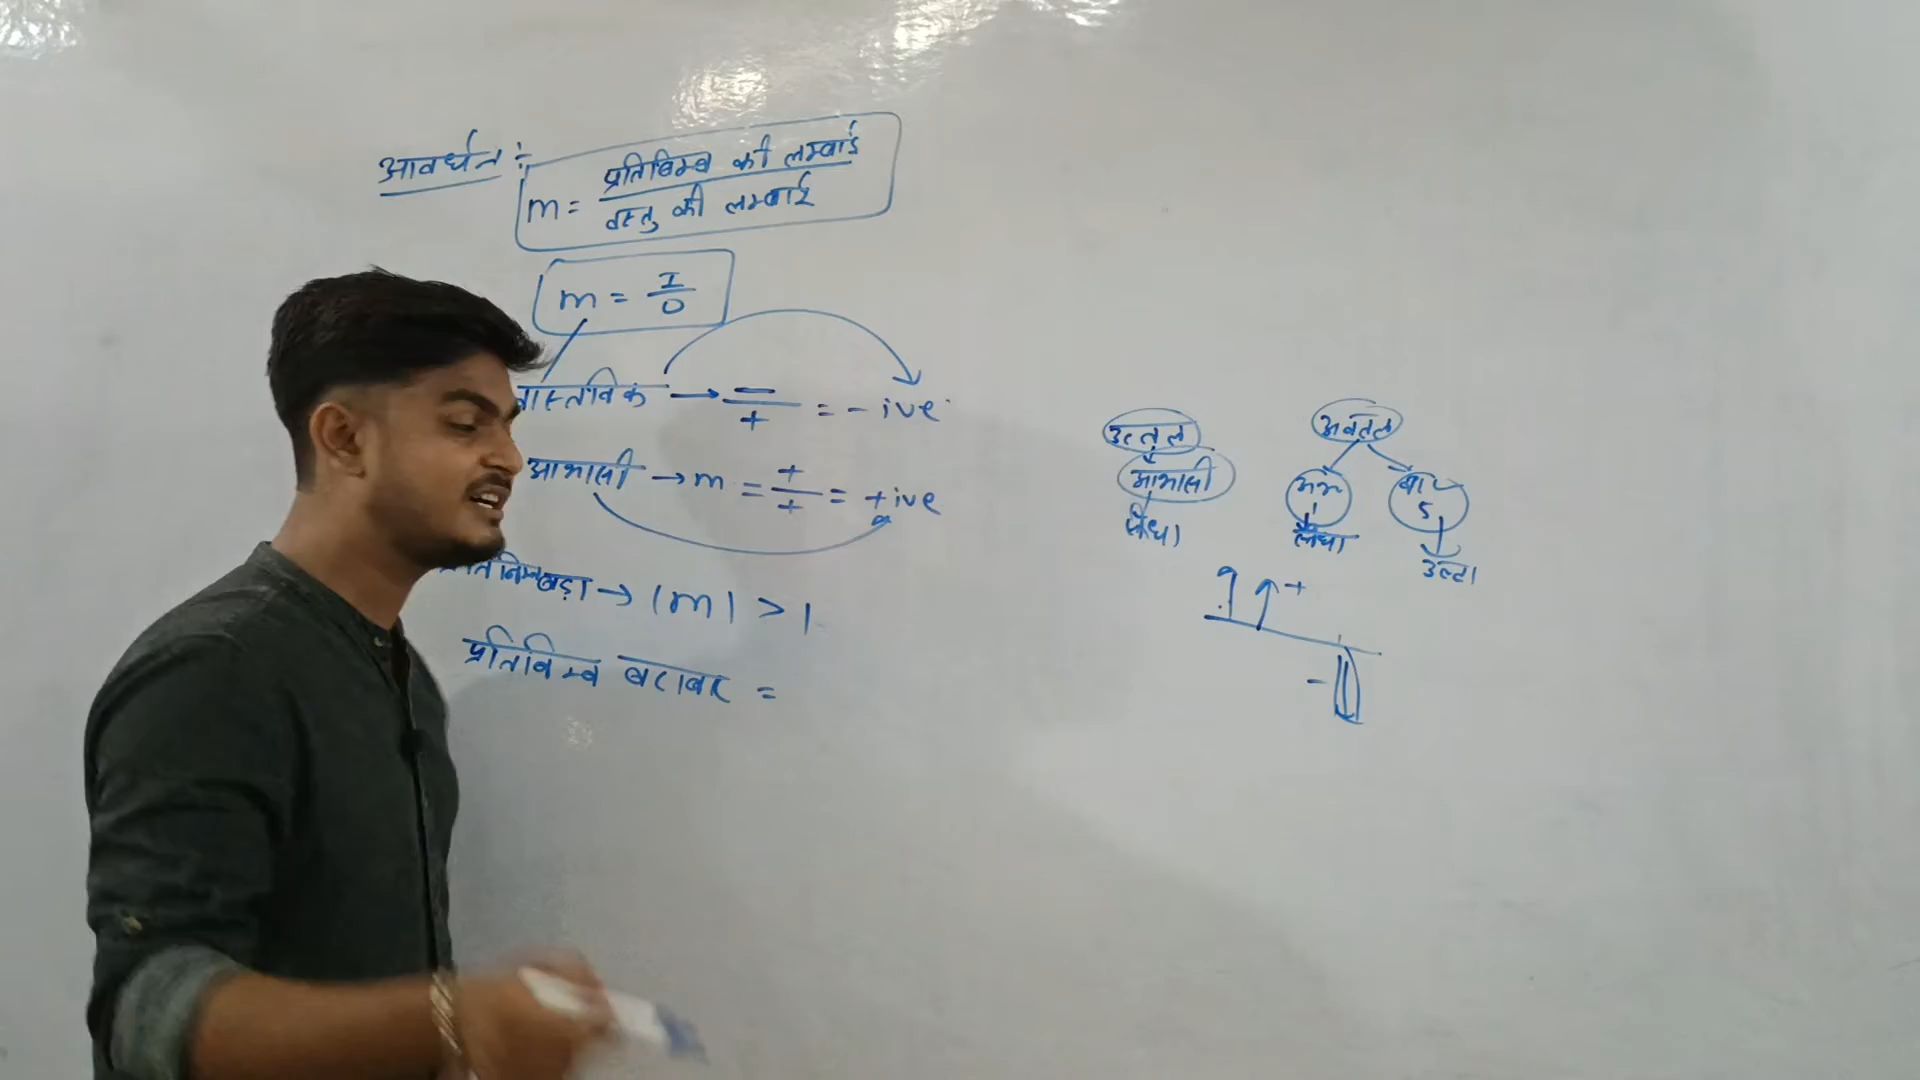 आवर्धन :-
m = प्रतिबिम्ब की लम्बाई
वस्तु की लम्बाई
m = I
O
वास्तविक → -
+ = - ive
आभासी → m = +
+ = + ive
बड़ा → |m| > 1
प्रतिबिम्ब बराबर =
उत्तल
आभासी
सीधा
अवतल
सीधा
5
उल्टा
+
-